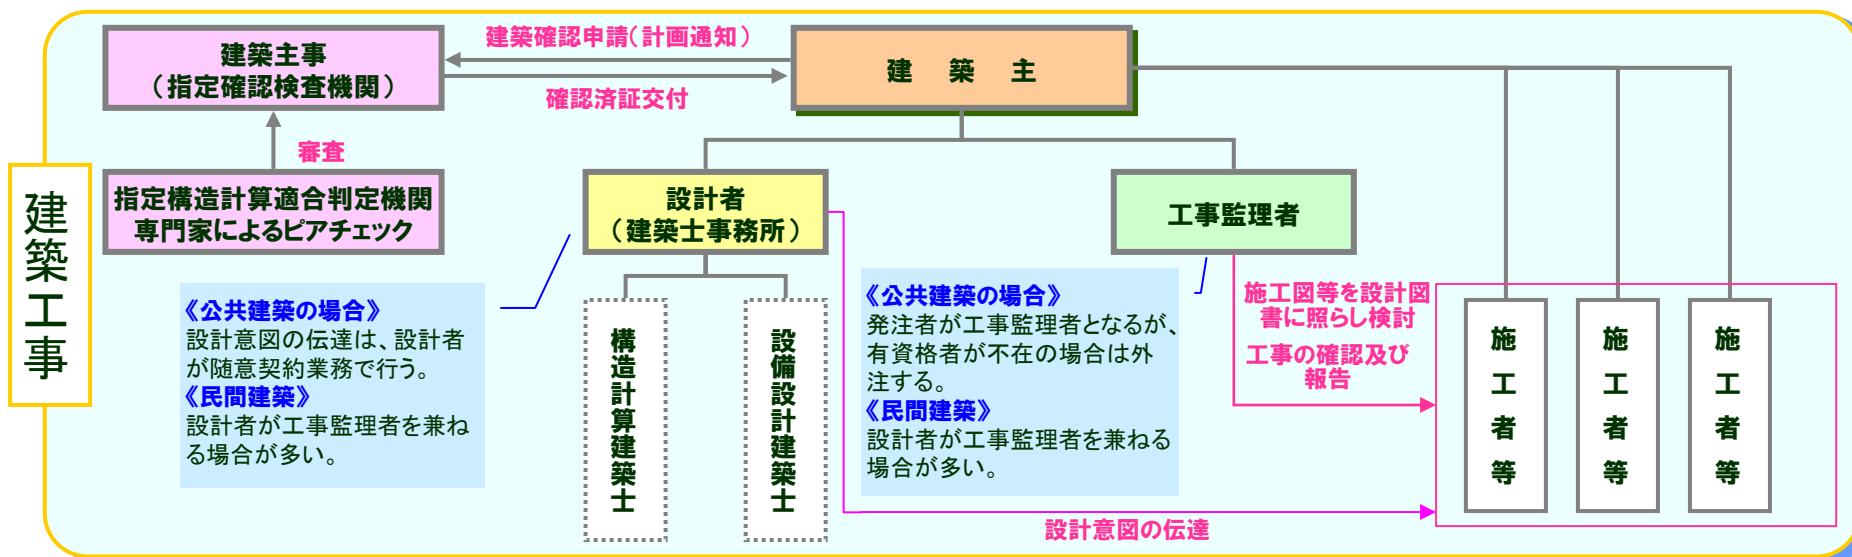 建築工事
建築主事
（指定確認検査機関）
建築確認申請（計画通知）
確認済証交付
建　築　主
審査
指定構造計算適合判定機関
専門家によるピアチェック
設計者
（建築士事務所）
工事監理者
《公共建築の場合》
設計意図の伝達は、設計者
が随意契約業務で行う。
《民間建築》
設計者が工事監理者を兼ね
る場合が多い。
構造計算建築士
設備設計建築士
《公共建築の場合》
発注者が工事監理者となるが、
有資格者が不在の場合は外
注する。
《民間建築》
設計者が工事監理者を兼ねる
場合が多い。
施工図等を設計図
書に照らし検討
工事の確認及び
報告
施工者等
施工者等
施工者等
設計意図の伝達